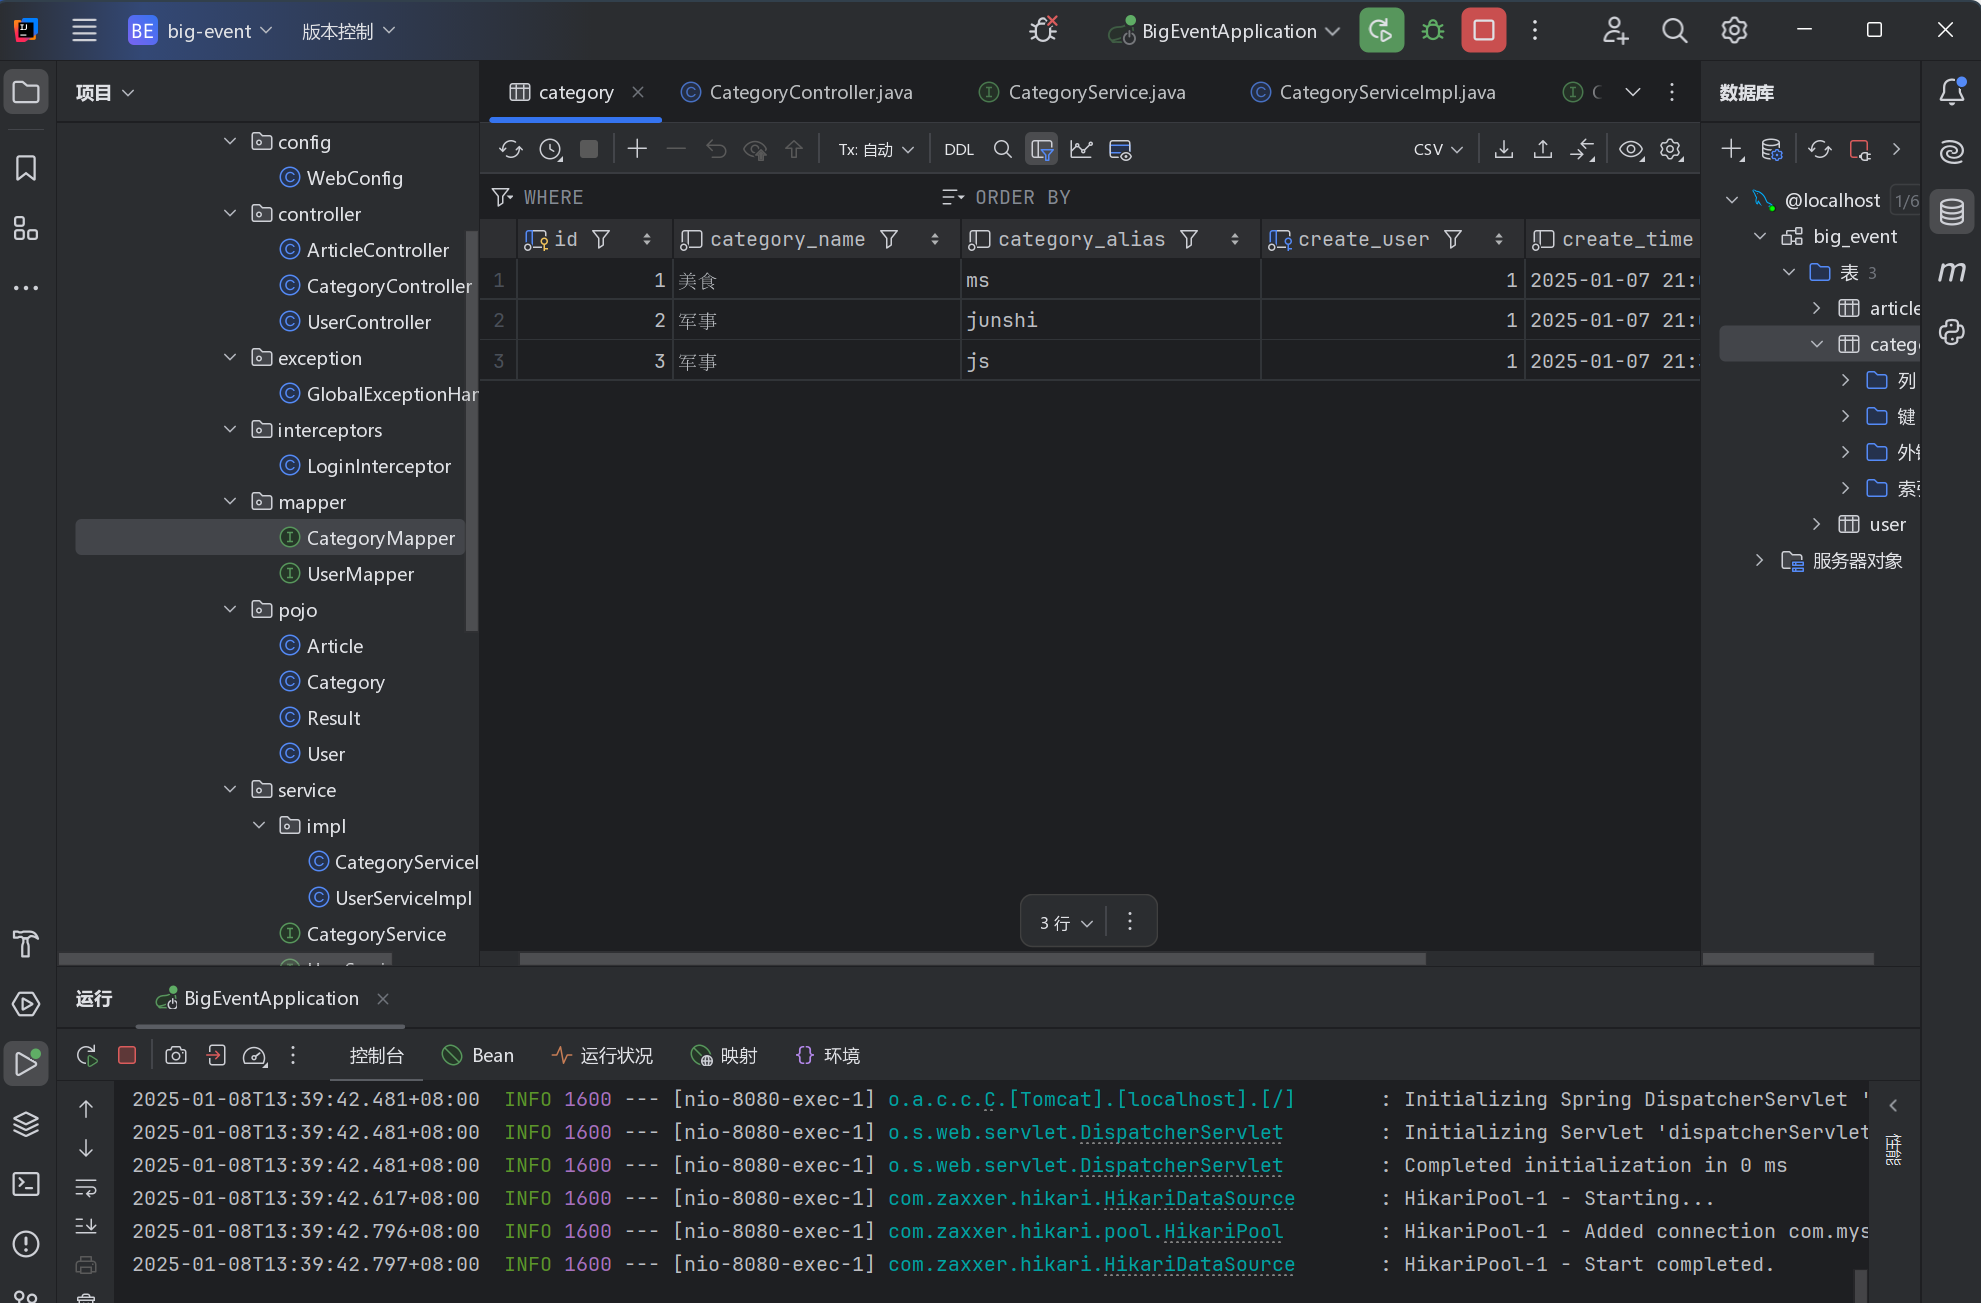 BE big-event 版本控制 BigEventApplication
项目
config
WebConfig
controller
ArticleController
CategoryController
UserController
exception
GlobalExceptionHan
interceptors
LoginInterceptor
mapper
CategoryMapper
UserMapper
pojo
Article
Category
Result
User
service
impl
CategoryServiceI
UserServiceImpl
CategoryService
category CategoryController.java CategoryService.java CategoryServiceImpl.java C
Tx: 自动 DDL CSV
WHERE ORDER BY
id category_name category_alias create_user create_time
1 1 美食 ms 1 2025-01-07 21:
2 2 军事 junshi 1 2025-01-07 21:
3 3 军事 js 1 2025-01-07 21:
3 行
数据库
@localhost 1/6
big_event
表 3
article
categ
列
键
外
索
user
服务器对象
m
运行 BigEventApplication
控制台 Bean 运行状况 映射 环境
2025-01-08T13:39:42.481+08:00 INFO 1600 --- [nio-8080-exec-1] o.a.c.c.C.[Tomcat].[localhost].[/] : Initializing Spring DispatcherServlet '
2025-01-08T13:39:42.481+08:00 INFO 1600 --- [nio-8080-exec-1] o.s.web.servlet.DispatcherServlet : Initializing Servlet 'dispatcherServlet
2025-01-08T13:39:42.481+08:00 INFO 1600 --- [nio-8080-exec-1] o.s.web.servlet.DispatcherServlet : Completed initialization in 0 ms
2025-01-08T13:39:42.617+08:00 INFO 1600 --- [nio-8080-exec-1] com.zaxxer.hikari.HikariDataSource : HikariPool-1 - Starting...
2025-01-08T13:39:42.796+08:00 INFO 1600 --- [nio-8080-exec-1] com.zaxxer.hikari.pool.HikariPool : HikariPool-1 - Added connection com.mys
2025-01-08T13:39:42.797+08:00 INFO 1600 --- [nio-8080-exec-1] com.zaxxer.hikari.HikariDataSource : HikariPool-1 - Start completed.
性能